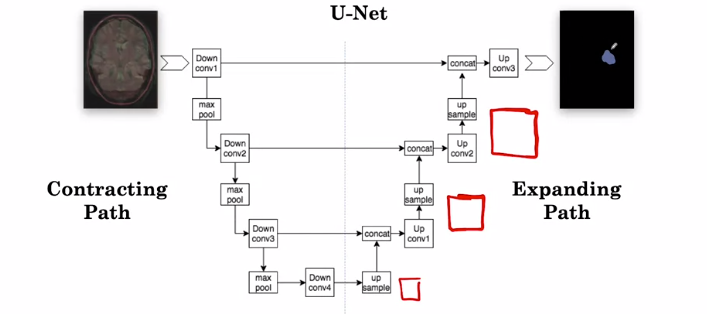 U-Net
Down
conv1
concat
Up
conv3
max
pool
up
sample
Down
conv2
concat
Up
conv2
Contracting
Path
max
pool
up
sample
Expanding
Path
Down
conv3
concat
Up
conv1
max
pool
Down
conv4
up
sample